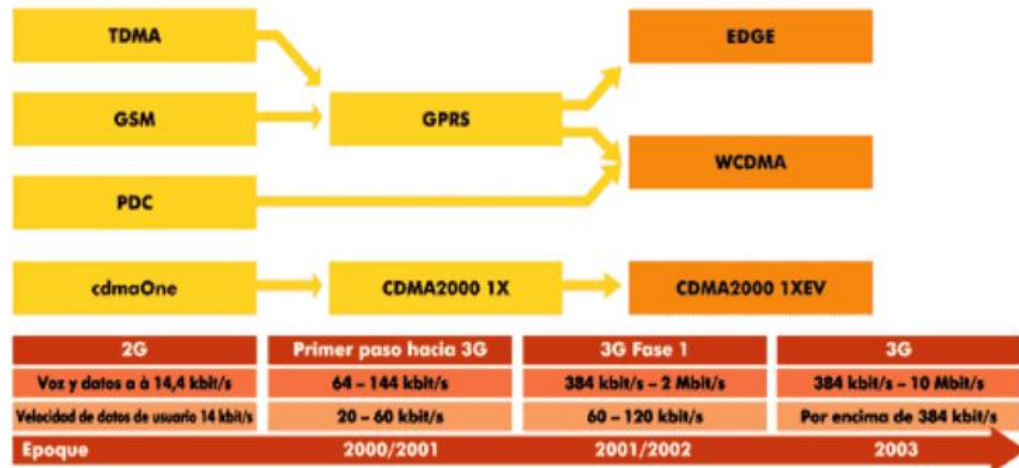 TDMA
EDGE
GSM
GPRS
WCDMA
PDC
cdmaOne
CDMA2000 1X
CDMA2000 1XEV
2G
Primer paso hacia 3G
3G Fase 1
3G
Voz y datos a à 14,4 kbit/s
64 – 144 kbit/s
384 kbit/s – 2 Mbit/s
384 kbit/s – 10 Mbit/s
Velocidad de datos de usuario 14 kbit/s
20 – 60 kbit/s
60 – 120 kbit/s
Por encima de 384 kbit/s
Epoque
2000/2001
2001/2002
2003